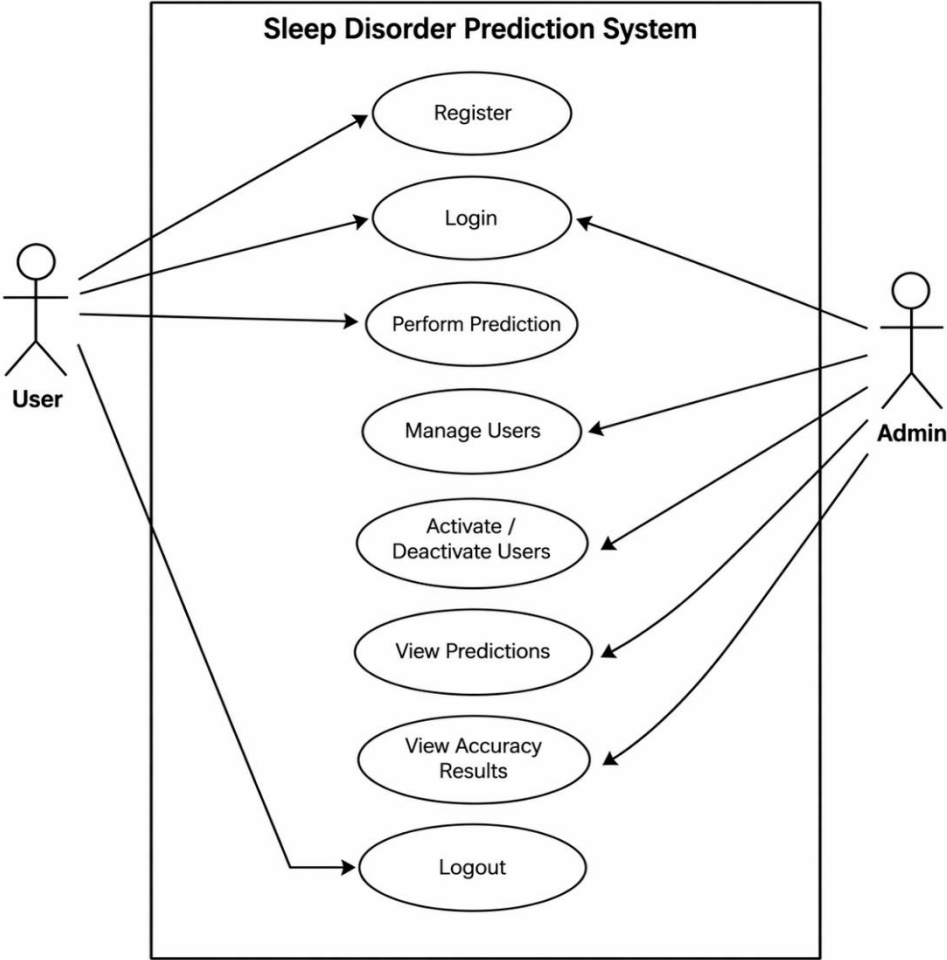 Sleep Disorder Prediction System
Register
Login
Perform Prediction
User
Manage Users
Admin
Activate /
Deactivate Users
View Predictions
View Accuracy
Results
Logout